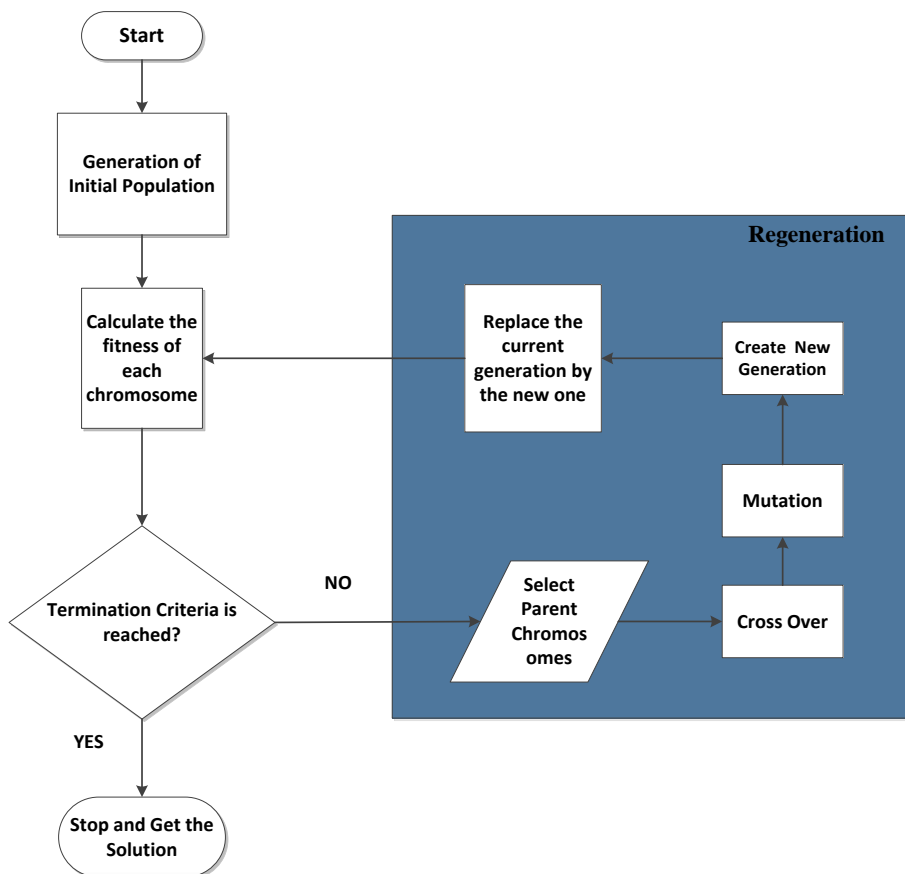 Start
Generation of
Initial Population
Regeneration
Calculate the
fitness of
each
chromosome
Replace the
current
generation by
the new one
Create New
Generation
Mutation
Termination Criteria is
reached?
NO
Select
Parent
Chromos
omes
Cross Over
YES
Stop and Get the
Solution